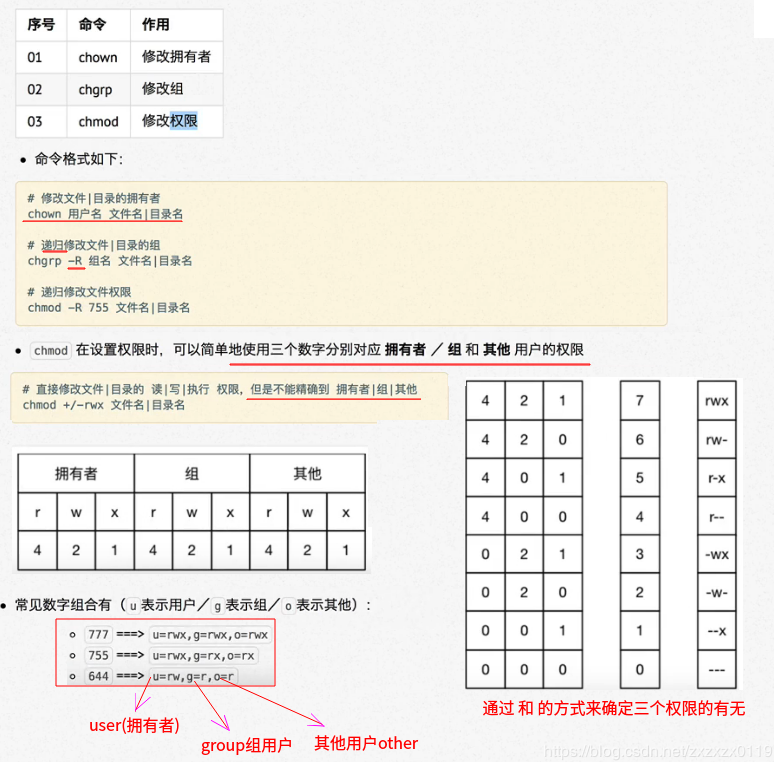 序号 命令 作用
01 chown 修改拥有者
02 chgrp 修改组
03 chmod 修改权限
• 命令格式如下：
# 修改文件|目录的拥有者
chown 用户名 文件名|目录名
# 递归修改文件|目录的组
chgrp -R 组名 文件名|目录名
# 递归修改文件权限
chmod -R 755 文件名|目录名
• chmod 在设置权限时，可以简单地使用三个数字分别对应 拥有者 ／ 组 和 其他 用户的权限
# 直接修改文件|目录的 读|写|执行 权限，但是不能精确到 拥有者|组|其他
chmod +/-rwx 文件名|目录名
拥有者 组 其他
r w x r w x r w x
4 2 1 4 2 1 4 2 1
4 2 1 7 rwx
4 2 0 6 rw-
4 0 1 5 r-x
4 0 0 4 r--
0 2 1 3 -wx
0 2 0 2 -w-
0 0 1 1 --x
0 0 0 0 ---
通过 和 的方式来确定三个权限的有无
• 常见数字组合有（u表示用户／g表示组／o表示其他）：
777 ===> u=rwx,g=rwx,o=rwx
755 ===> u=rwx,g=rx,o=rx
644 ===> u=rw,g=r,o=r
user(拥有者)
group组用户
其他用户other
https://blog.csdn.net/zxzxzx0119